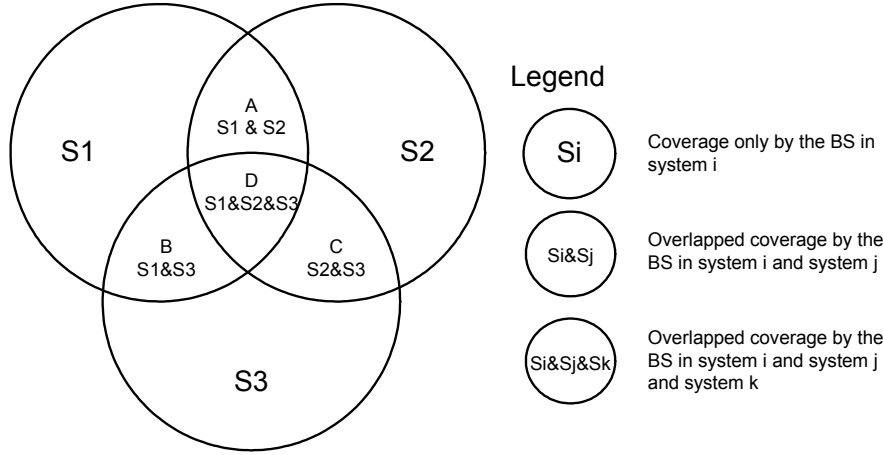 A
S1 & S2
S1
S2
D
S1&S2&S3
B
S1&S3
C
S2&S3
S3
Legend
Si
Coverage only by the BS in
system i
Si&Sj
Overlapped coverage by the
BS in system i and system j
Si&Sj&Sk
Overlapped coverage by the
BS in system i and system j
and system k